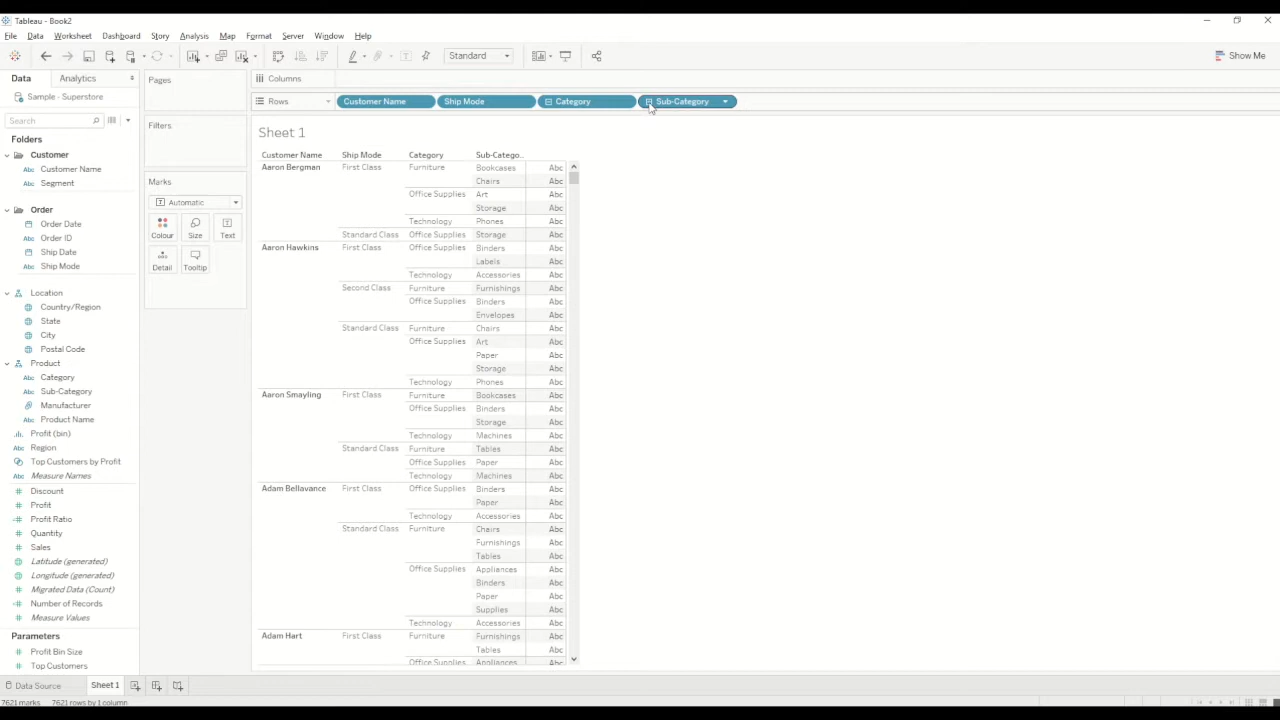 Tableau - Book2
File Data Worksheet Dashboard Story Analysis Map Format Server Window Help
Standard
Show Me
Data Analytics
Sample - Superstore
Search
Folders
Customer
Customer Name
Segment
Order
Order Date
Order ID
Ship Date
Ship Mode
Location
Country/Region
State
City
Postal Code
Product
Category
Sub-Category
Manufacturer
Product Name
Profit (bin)
Region
Top Customers by Profit
Measure Names
Discount
Profit
Profit Ratio
Quantity
Sales
Latitude (generated)
Longitude (generated)
Migrated Data (Count)
Number of Records
Measure Values
Parameters
Profit Bin Size
Top Customers
Pages
Filters
Marks
Automatic
Colour Size Text
Detail Tooltip
Columns
Rows Customer Name Ship Mode Category Sub-Category
Sheet 1
Customer Name Ship Mode Category Sub-Catego..
Aaron Bergman First Class Furniture Bookcases Abc
Chairs Abc
Office Supplies Art Abc
Storage Abc
Technology Phones Abc
Standard Class Office Supplies Storage Abc
Aaron Hawkins First Class Office Supplies Binders Abc
Labels Abc
Technology Accessories Abc
Second Class Furniture Furnishings Abc
Office Supplies Binders Abc
Envelopes Abc
Standard Class Furniture Chairs Abc
Office Supplies Art Abc
Paper Abc
Storage Abc
Technology Phones Abc
Aaron Smayling First Class Furniture Bookcases Abc
Office Supplies Binders Abc
Storage Abc
Technology Machines Abc
Standard Class Furniture Tables Abc
Office Supplies Paper Abc
Technology Machines Abc
Adam Bellavance First Class Office Supplies Binders Abc
Paper Abc
Technology Accessories Abc
Standard Class Furniture Chairs Abc
Furnishings Abc
Tables Abc
Office Supplies Appliances Abc
Binders Abc
Paper Abc
Supplies Abc
Technology Accessories Abc
Adam Hart First Class Furniture Furnishings Abc
Tables Abc
Office Supplies Appliances Abc
Data Source Sheet 1
7621 marks 7621 rows by 1 column